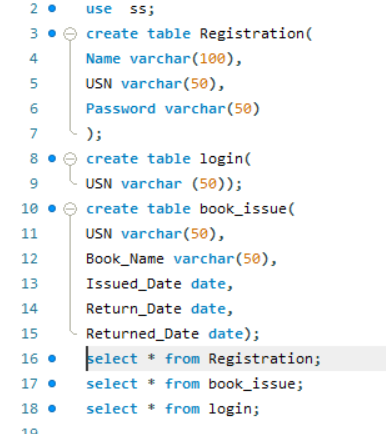 2 use ss;
3 create table Registration(
4 Name varchar(100),
5 USN varchar(50),
6 Password varchar(50)
7 );
8 create table login(
9 USN varchar (50));
10 create table book_issue(
11 USN varchar(50),
12 Book_Name varchar(50),
13 Issued_Date date,
14 Return_Date date,
15 Returned_Date date);
16 select * from Registration;
17 select * from book_issue;
18 select * from login;
19